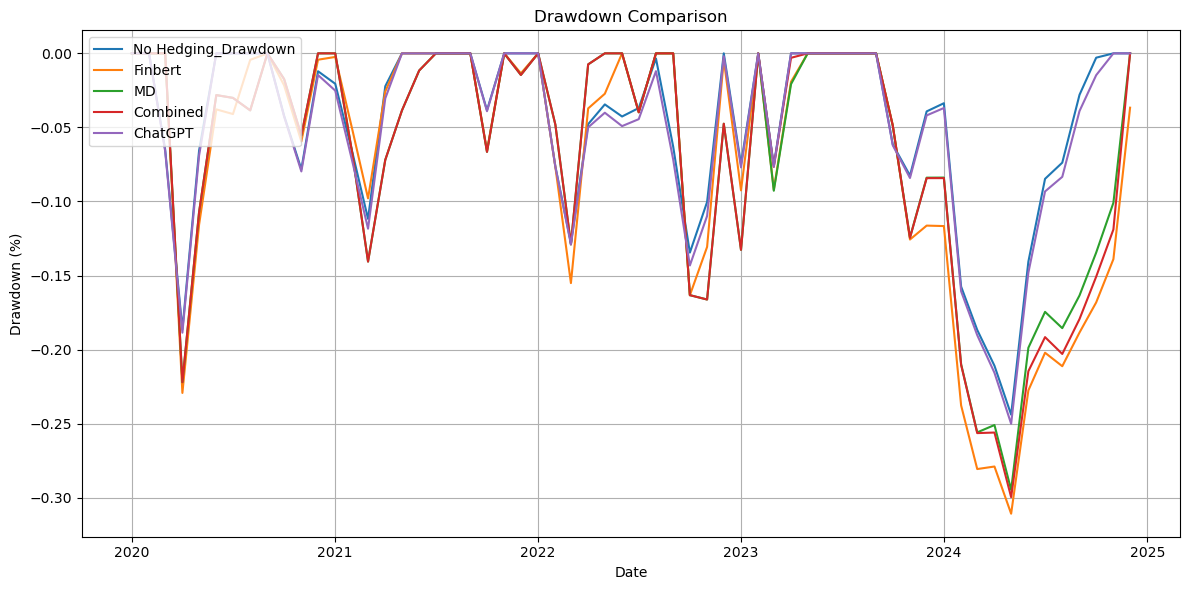 Drawdown Comparison
No Hedging_Drawdown
Finbert
MD
Combined
ChatGPT
Drawdown (%)
0.00
−0.05
−0.10
−0.15
−0.20
−0.25
−0.30
2020
2021
2022
2023
2024
2025
Date